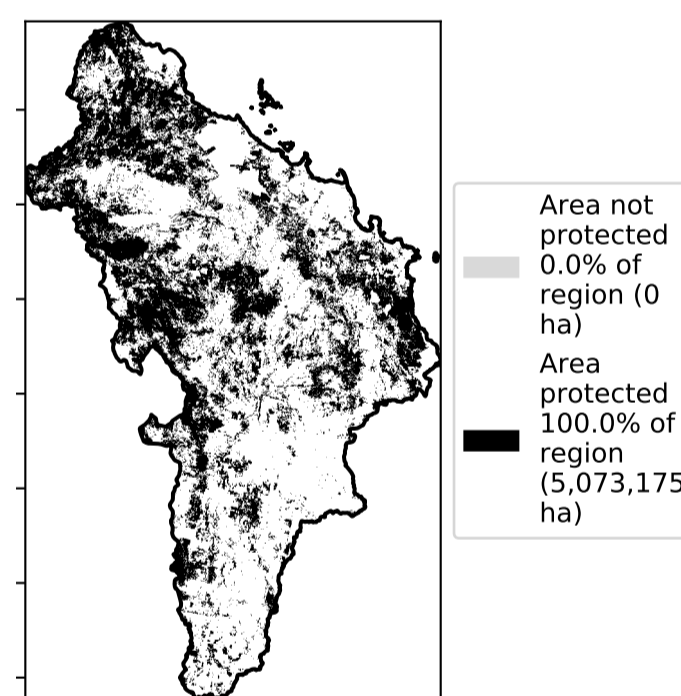 Area not
protected
0.0% of
region (0
ha)
Area
protected
100.0% of
region
(5,073,175
ha)